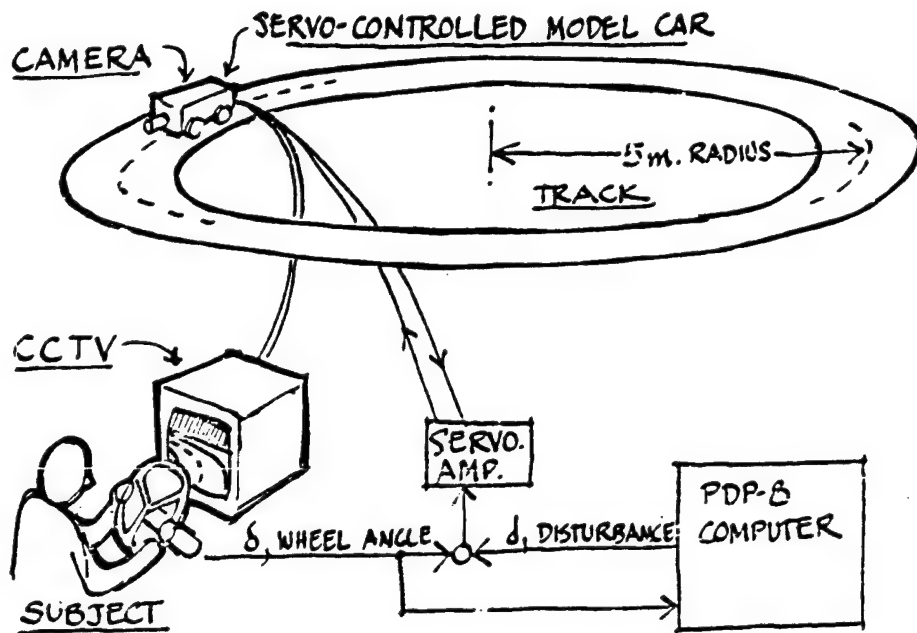 SERVO-CONTROLLED MODEL CAR
CAMERA
5m. RADIUS
TRACK
CCTV
SERVO.
AMP.
PDP-8
COMPUTER
δ, WHEEL ANGLE
d, DISTURBANCE
SUBJECT